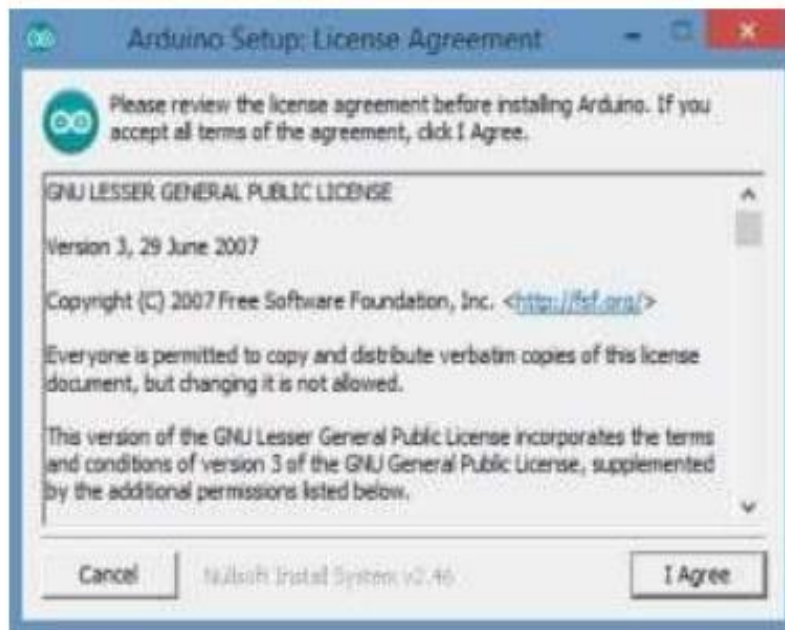 Arduino Setup: License Agreement
Please review the license agreement before installing Arduino. If you
accept all terms of the agreement, click I Agree.
GNU LESSER GENERAL PUBLIC LICENSE
Version 3, 29 June 2007
Copyright (C) 2007 Free Software Foundation, Inc. <http://fsf.org/>
Everyone is permitted to copy and distribute verbatim copies of this license
document, but changing it is not allowed.
This version of the GNU Lesser General Public License incorporates the terms
and conditions of version 3 of the GNU General Public License, supplemented
by the additional permissions listed below.
Cancel
Nullsoft Install System v2.46
I Agree